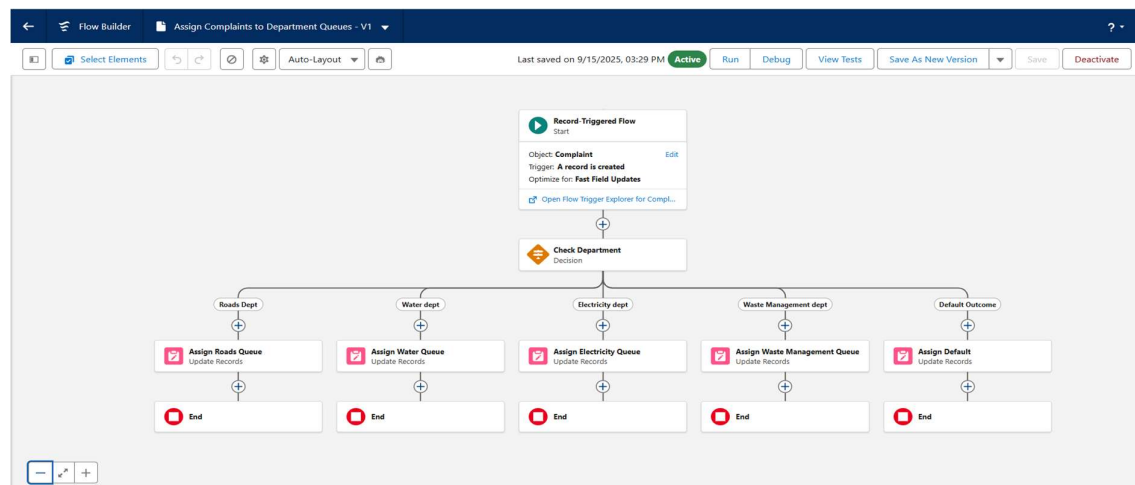 Flow Builder
Assign Complaints to Department Queues - V1
?
Select Elements
Auto-Layout
Last saved on 9/15/2025, 03:29 PM
Active
Run
Debug
View Tests
Save As New Version
Save
Deactivate
Record-Triggered Flow
Start
Object: Complaint
Edit
Trigger: A record is created
Optimize for: Fast Field Updates
Open Flow Trigger Explorer for Compl...
Check Department
Decision
Roads Dept
Water dept
Electricity dept
Waste Management dept
Default Outcome
Assign Roads Queue
Update Records
Assign Water Queue
Update Records
Assign Electricity Queue
Update Records
Assign Waste Management Queue
Update Records
Assign Default
Update Records
End
End
End
End
End